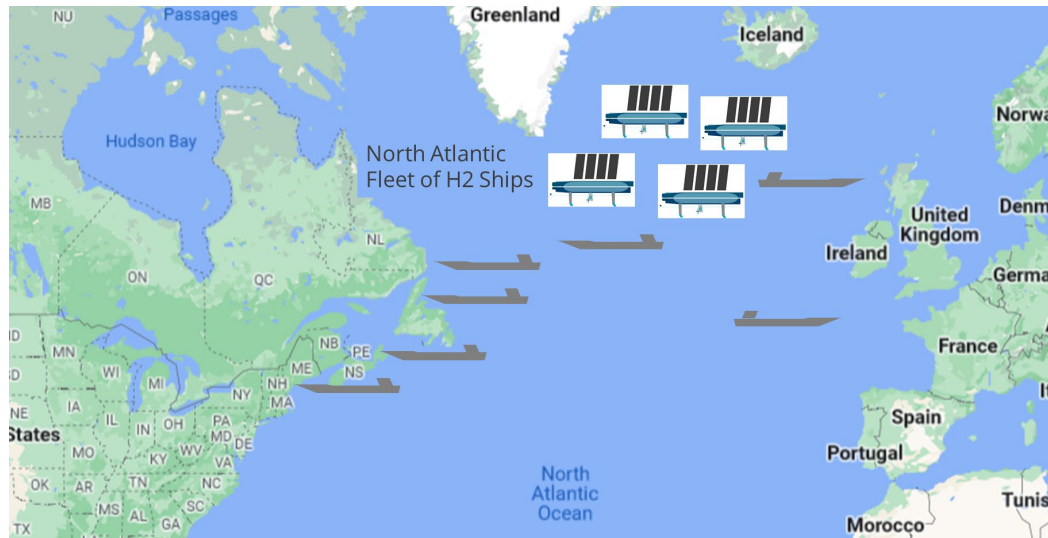 NU
Passages
Greenland
Iceland
Hudson Bay
Norwa
North Atlantic
Fleet of H2 Ships
MB
ON
QC
NL
United
Kingdom
Denm
Ireland
Germa
ND
MN
WI
MI
NB
PE
ME
NS
NH
NY
MA
SD
France
It
NE
IA
IL
IN
OH
PA
MD
DE
States
MO
KY
WV
VA
Spain
Portugal
OK
AR
TN
NC
North
Atlantic
Ocean
MS
AL
GA
SC
TX
Tunis
Morocco